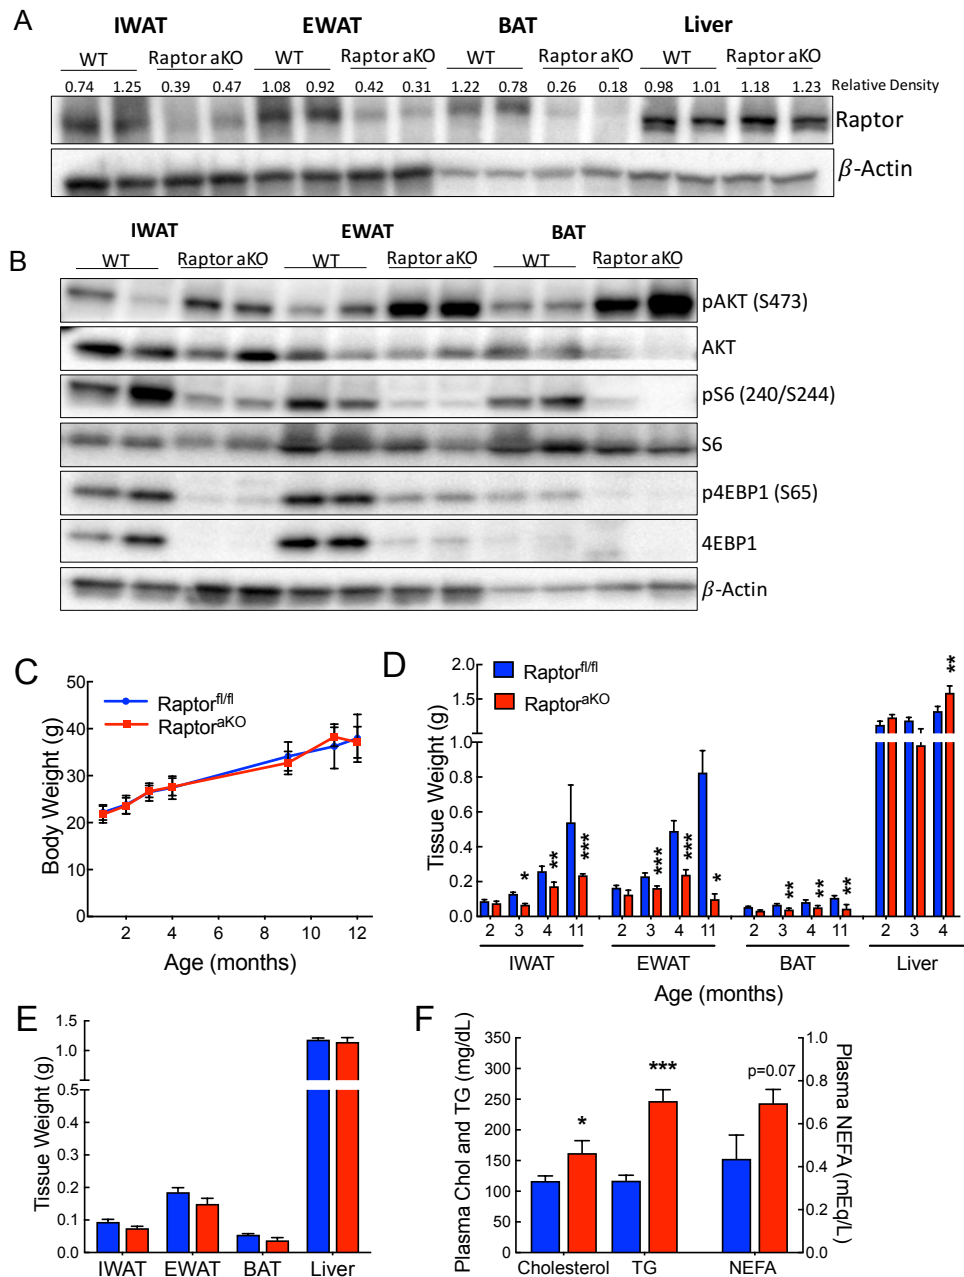 A
IWAT EWAT BAT Liver
WT Raptor aKO WT Raptor aKO WT Raptor aKO WT Raptor aKO
0.74 1.25 0.39 0.47 1.08 0.92 0.42 0.31 1.22 0.78 0.26 0.18 0.98 1.01 1.18 1.23 Relative Density
Raptor
β-Actin
B
IWAT EWAT BAT
WT Raptor aKO WT Raptor aKO WT Raptor aKO
pAKT (S473)
AKT
pS6 (240/S244)
S6
p4EBP1 (S65)
4EBP1
β-Actin
C
Body Weight (g)
50
40
30
20
10
0
2 4 6 8 10 12
Age (months)
Raptorfl/fl
RaptoraKO
D
Tissue Weight (g)
2.0
1.5
1.0
1.0
0.8
0.6
0.4
0.2
0.0
Raptorfl/fl
RaptoraKO
* ** *** *** *** * ** ** ** **
2 3 4 11 2 3 4 11 2 3 4 11 2 3 4
IWAT EWAT BAT Liver
Age (months)
E
Tissue Weight (g)
1.5
1.0
0.5
0.2
0.1
0.0
IWAT EWAT BAT Liver
F
Plasma Chol and TG (mg/dL)
350
300
250
200
150
100
50
0
* *** p=0.07
Cholesterol TG NEFA
1.0
0.8
0.6
0.4
0.2
0.0
Plasma NEFA (mEq/L)